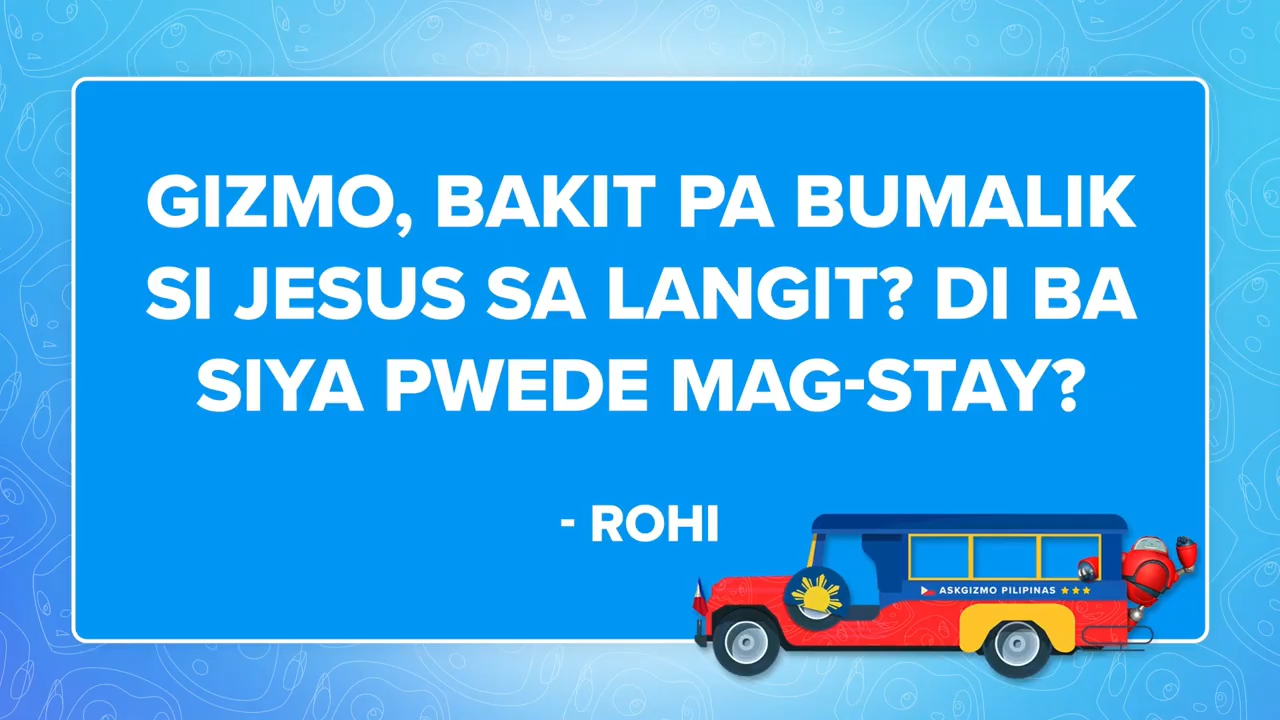 GIZMO, BAKIT PA BUMALIK
SI JESUS SA LANGIT? DI BA
SIYA PWEDE MAG-STAY?
- ROHI
ASKGIZMO PILIPINAS